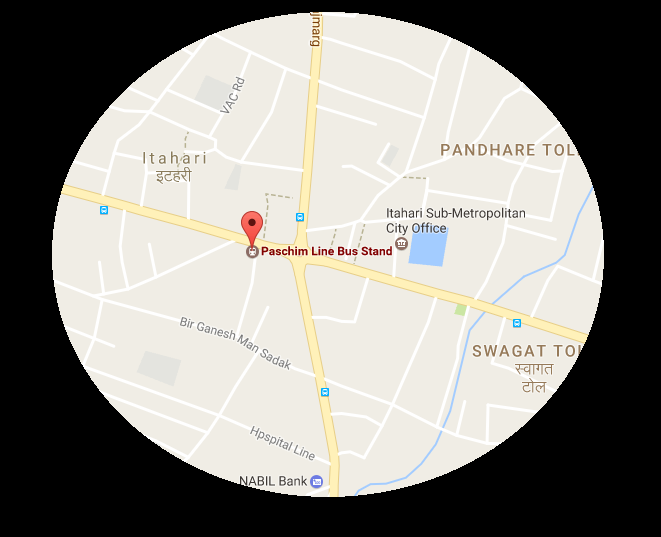 jmarg
VAC Rd
PANDHARE TOL
Itahari
इटहरी
Itahari Sub-Metropolitan
City Office
Paschim Line Bus Stand
Bir Ganesh Man Sadak
SWAGAT TOL
स्वागत
टोल
Hpspital Line
NABIL Bank